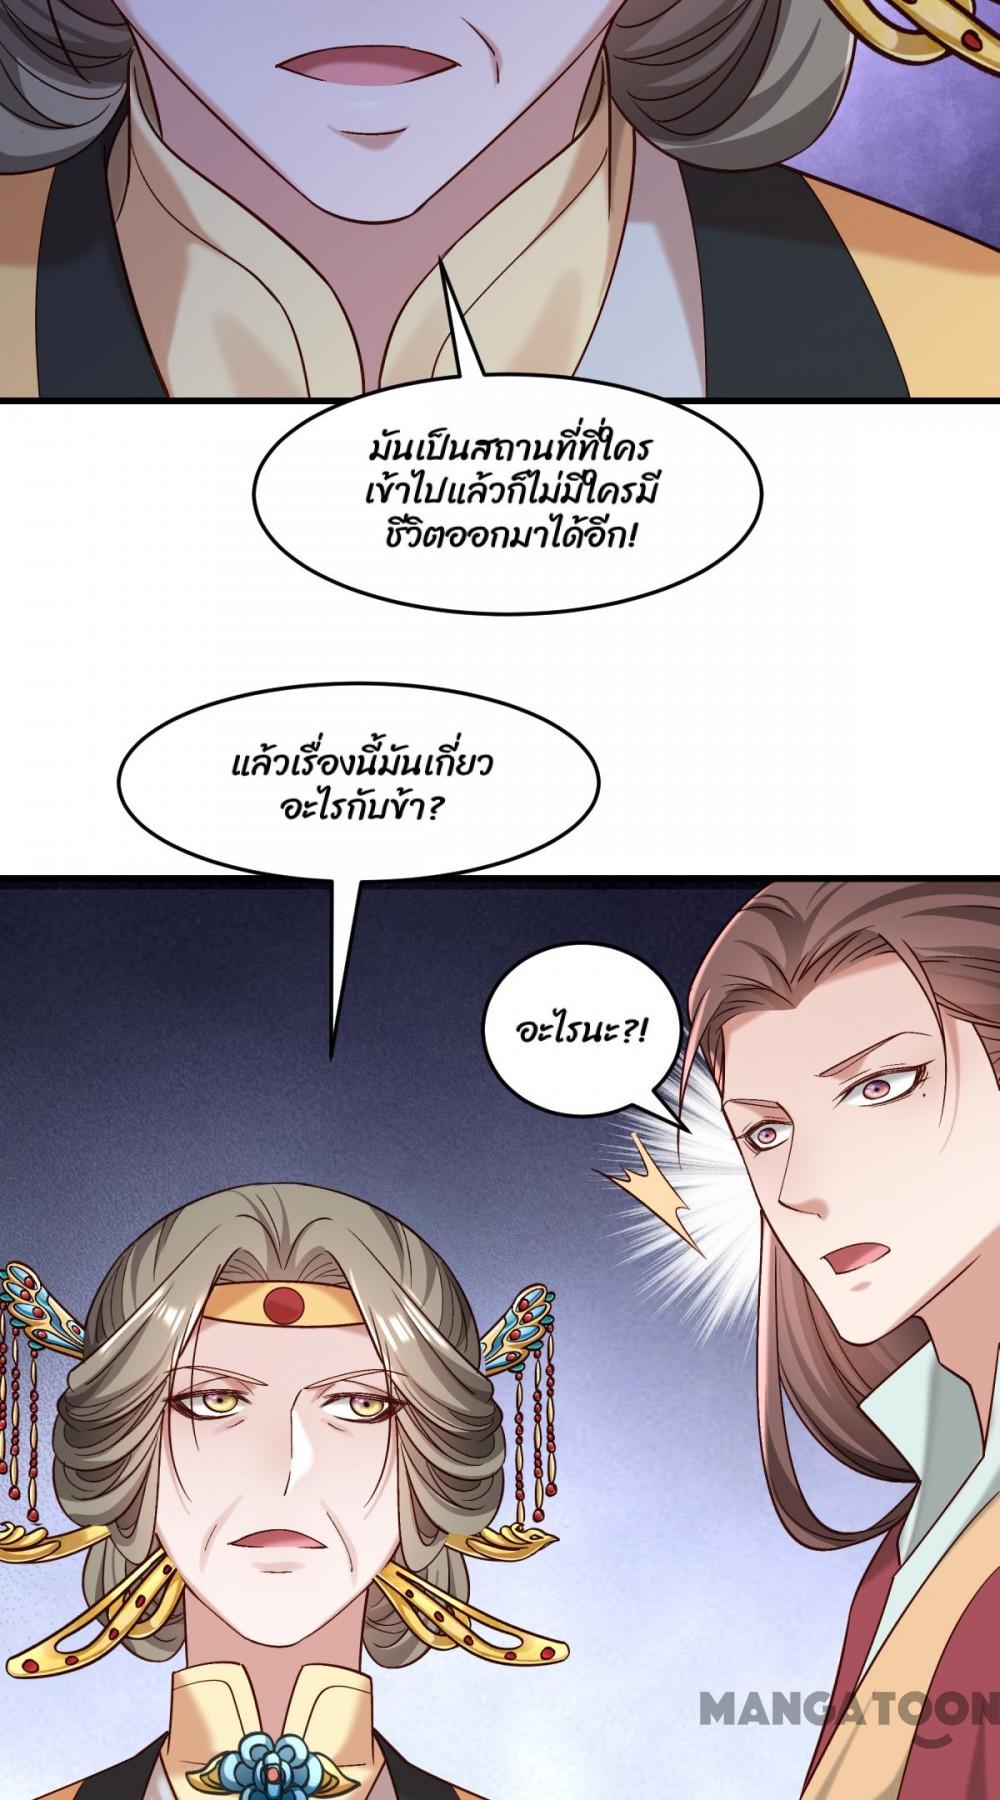 มันเป็นสถานที่ที่ใคร
เข้าไปแล้วก็ไม่มีใครมี
ชีวิตออกมาได้อีก!
แล้วเรื่องนี้มันเกี่ยว
อะไรกับข้า?
อะไรนะ?!
MANGATOON